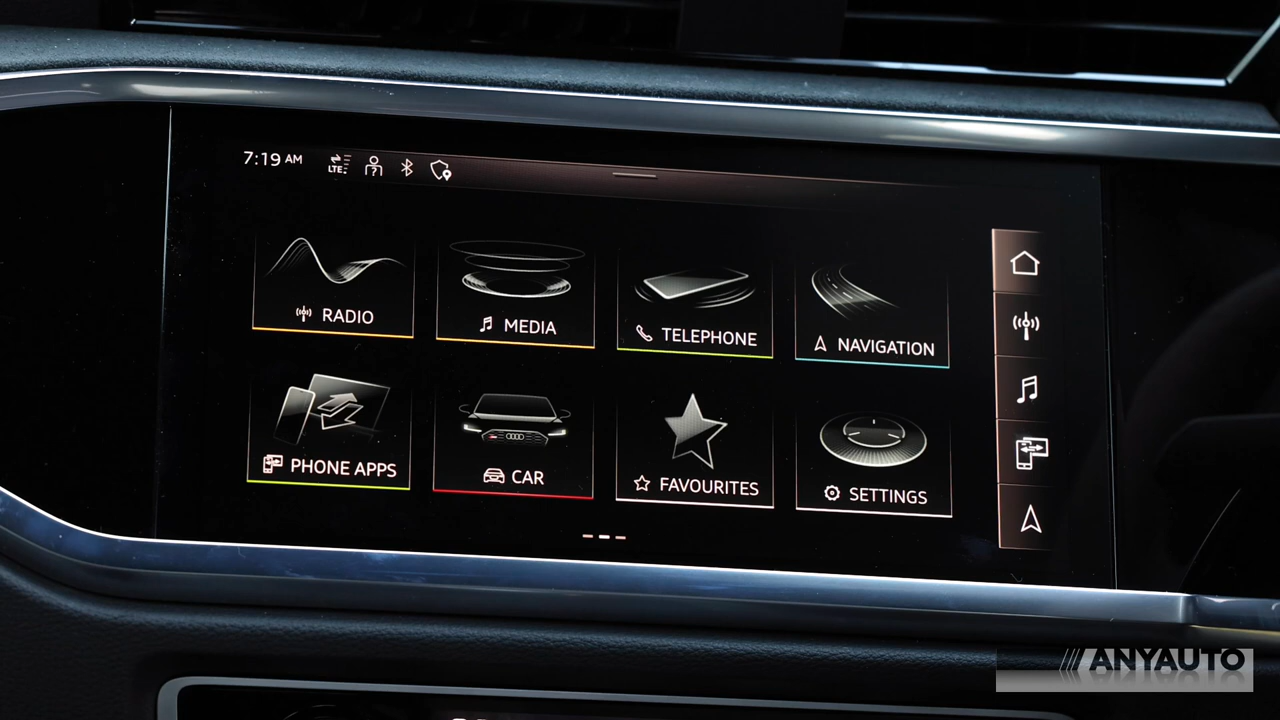 7:19 AM
LTE
RADIO
MEDIA
TELEPHONE
NAVIGATION
PHONE APPS
CAR
FAVOURITES
SETTINGS
ANYAUTO